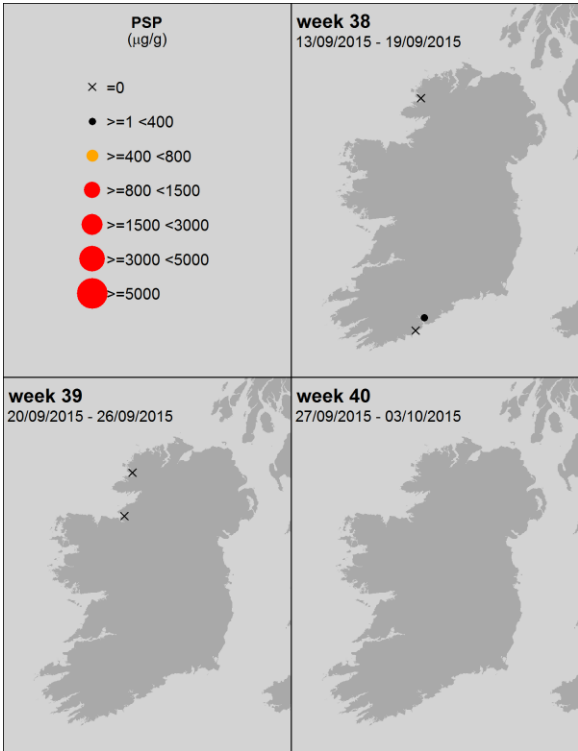 PSP
(µg/g)
=0
>=1 <400
>=400 <800
>=800 <1500
>=1500 <3000
>=3000 <5000
>=5000
week 38
13/09/2015 - 19/09/2015
week 39
20/09/2015 - 26/09/2015
week 40
27/09/2015 - 03/10/2015